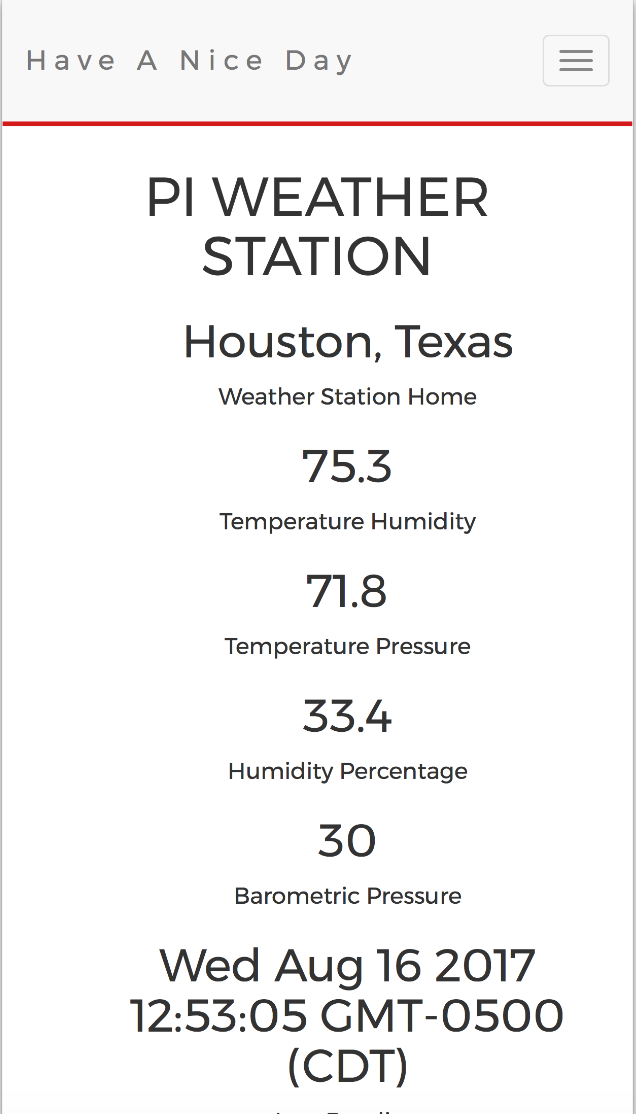 Have A Nice Day
PI WEATHER
STATION
Houston, Texas
Weather Station Home
75.3
Temperature Humidity
71.8
Temperature Pressure
33.4
Humidity Percentage
30
Barometric Pressure
Wed Aug 16 2017
12:53:05 GMT-0500
(CDT)